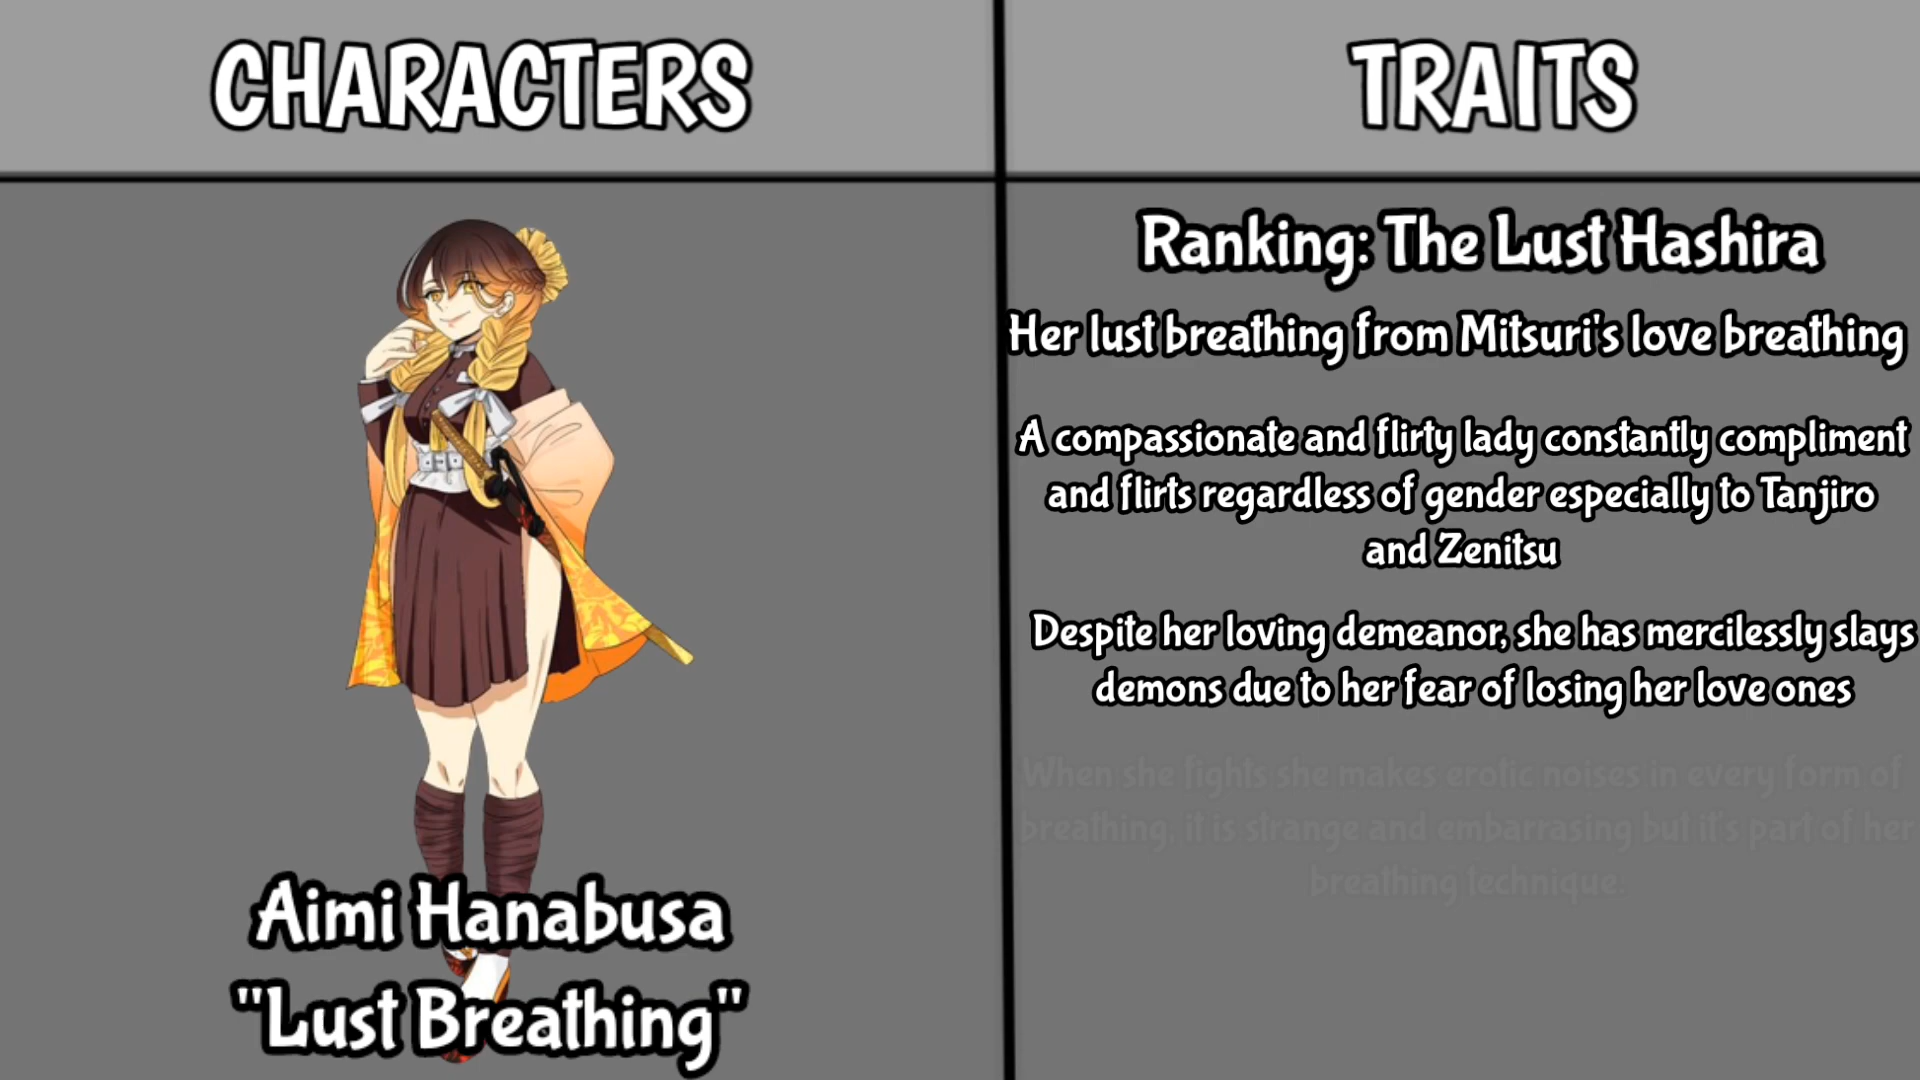 CHARACTERS
TRAITS
Ranking: The Lust Hashira
Her lust breathing from Mitsuri's love breathing
A compassionate and flirty lady constantly compliment
and flirts regardless of gender especially to Tanjiro
and Zenitsu
Despite her loving demeanor, she has mercilessly slays
demons due to her fear of losing her love ones
When she fights she makes erotic noises in every form of
breathing, it is strange and embarrasing but it's part of her
breathing technique.
Aimi Hanabusa
"Lust Breathing"